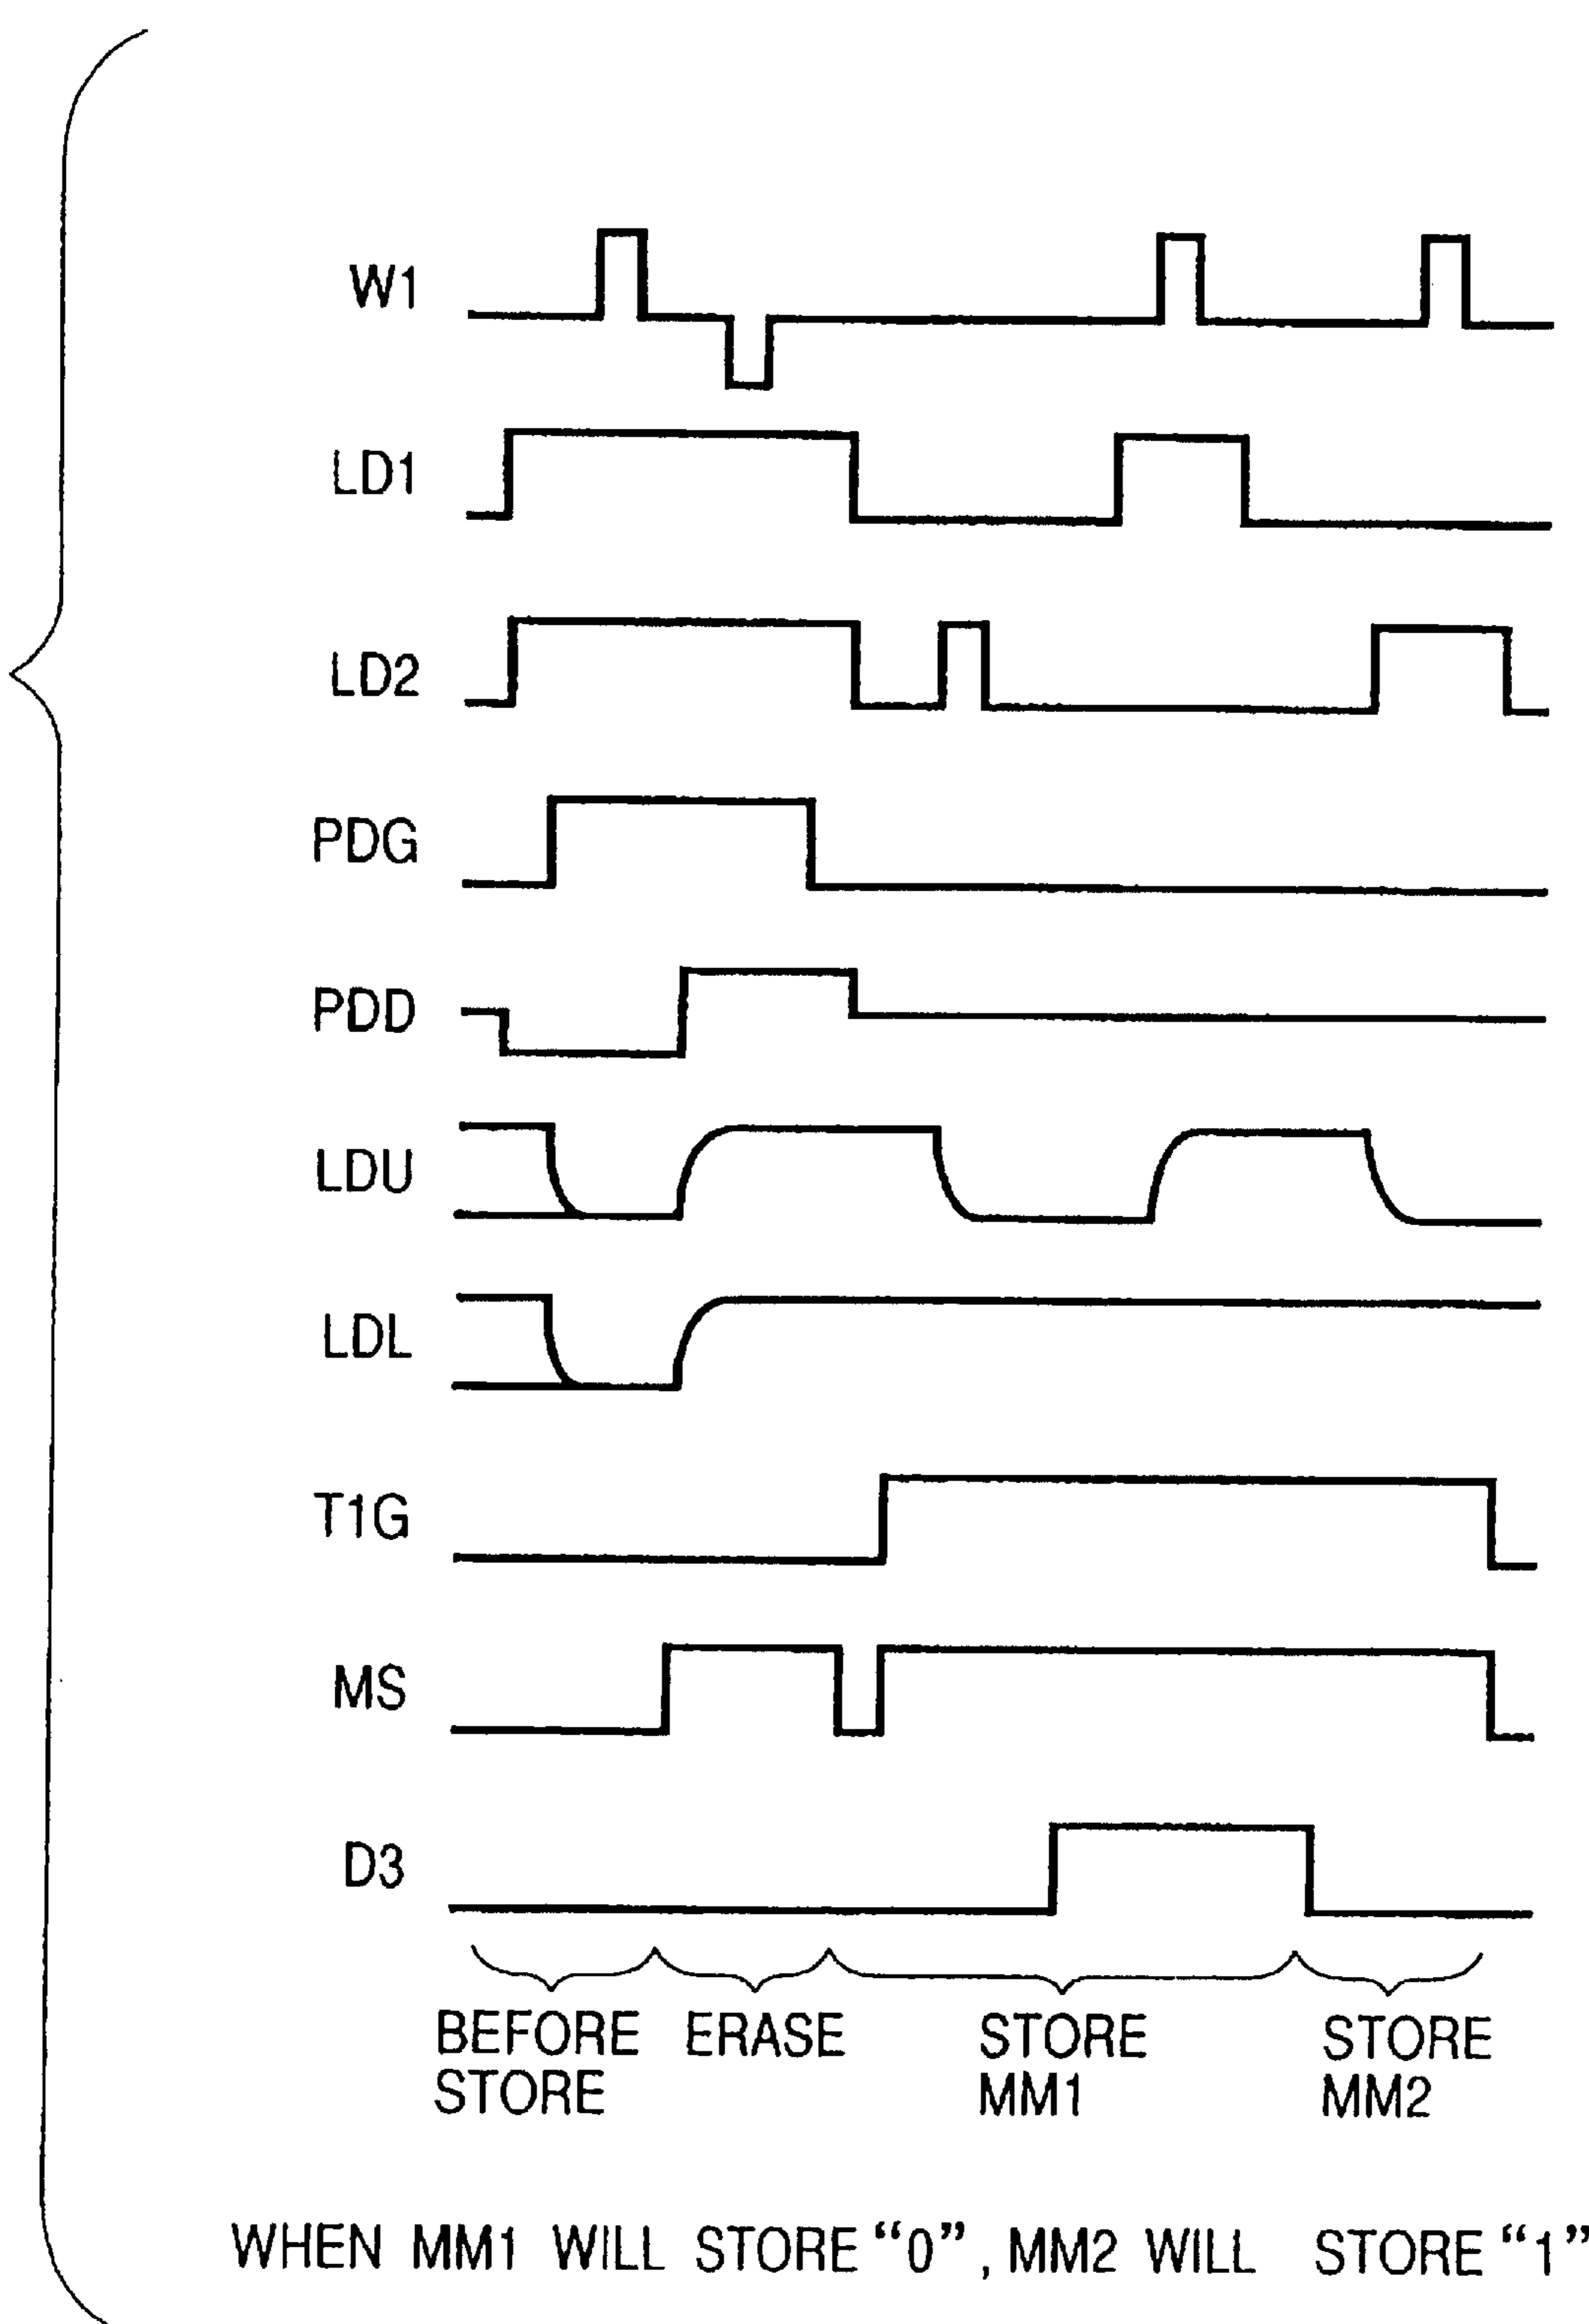 W1
LD1
LD2
PDG
PDD
LDU
LDL
T1G
MS
D3
BEFORE STORE
ERASE
STORE MM1
STORE MM2
WHEN MM1 WILL STORE “0”, MM2 WILL STORE “1”